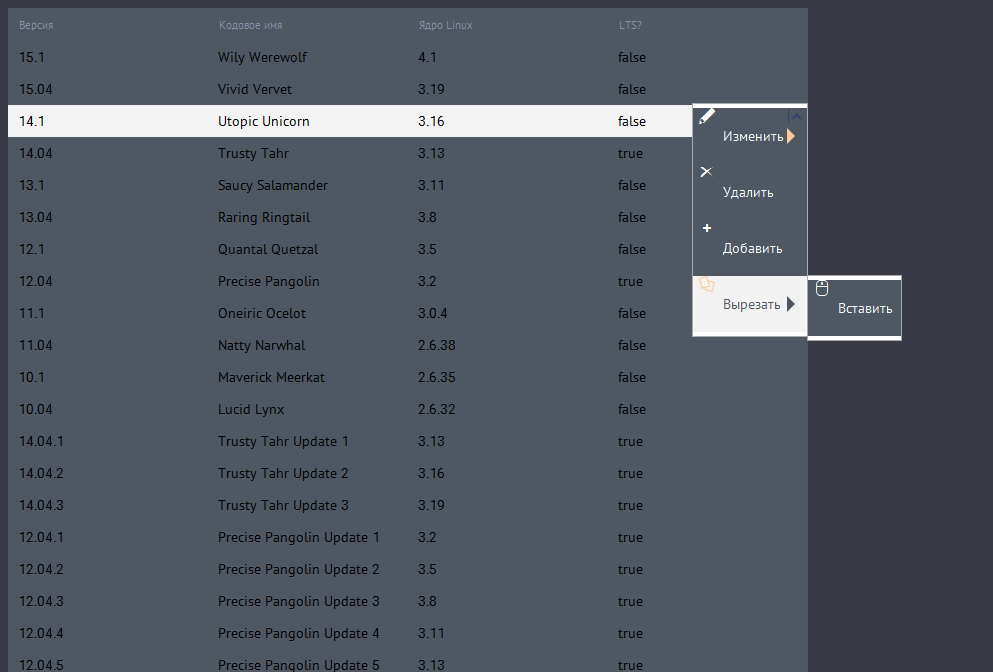 Версия Кодовое имя Ядро Linux LTS?
15.1 Wily Werewolf 4.1 false
15.04 Vivid Vervet 3.19 false
14.1 Utopic Unicorn 3.16 false
Изменить
14.04 Trusty Tahr 3.13 true
13.1 Saucy Salamander 3.11 false
Удалить
13.04 Raring Ringtail 3.8 false
12.1 Quantal Quetzal 3.5 false
Добавить
12.04 Precise Pangolin 3.2 true
11.1 Oneiric Ocelot 3.0.4 false
Вырезать
Вставить
11.04 Natty Narwhal 2.6.38 false
10.1 Maverick Meerkat 2.6.35 false
10.04 Lucid Lynx 2.6.32 false
14.04.1 Trusty Tahr Update 1 3.13 true
14.04.2 Trusty Tahr Update 2 3.16 true
14.04.3 Trusty Tahr Update 3 3.19 true
12.04.1 Precise Pangolin Update 1 3.2 true
12.04.2 Precise Pangolin Update 2 3.5 true
12.04.3 Precise Pangolin Update 3 3.8 true
12.04.4 Precise Pangolin Update 4 3.11 true
12.04.5 Precise Pangolin Update 5 3.13 true